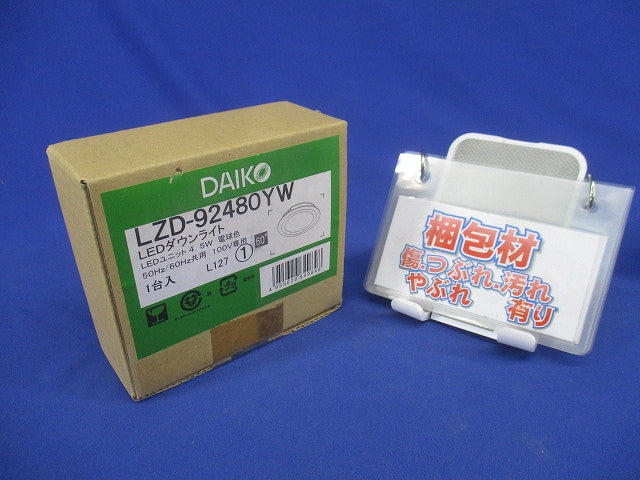 DAIKO
LZD-92480YW
LEDダウンライト
LEDユニット 4.5W 電球色
50Hz/60Hz共用 100V専用
1台入
L127 ①
梱包材
傷.つぶれ.汚れ
やぶれ 有り